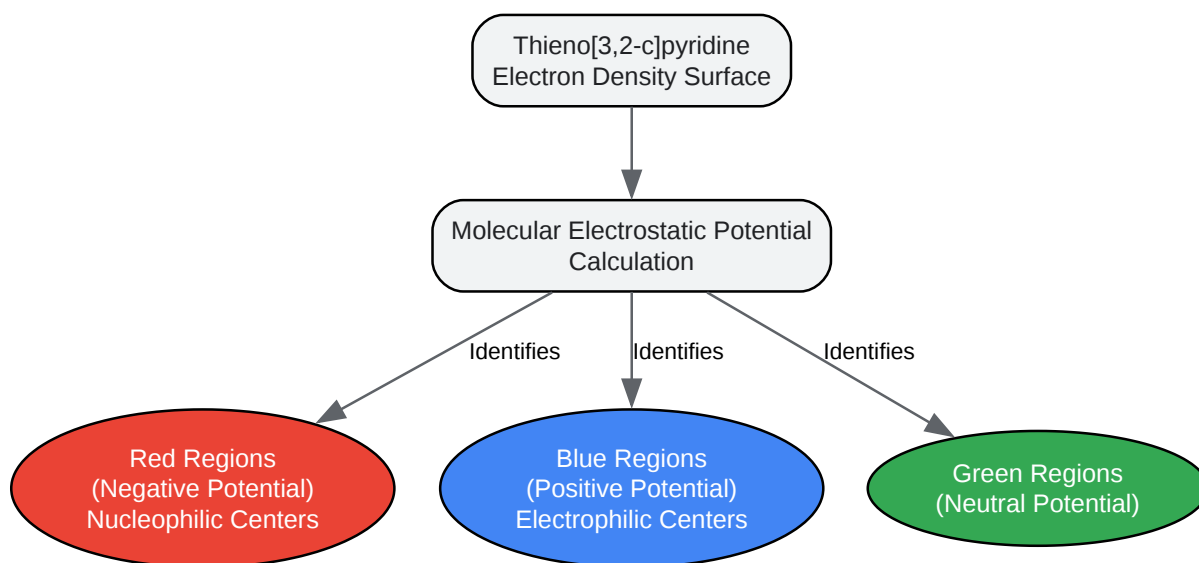 Thieno[3,2-c]pyridine
Electron Density Surface
Molecular Electrostatic Potential
Calculation
Identifies
Identifies
Identifies
Red Regions
(Negative Potential)
Nucleophilic Centers
Blue Regions
(Positive Potential)
Electrophilic Centers
Green Regions
(Neutral Potential)